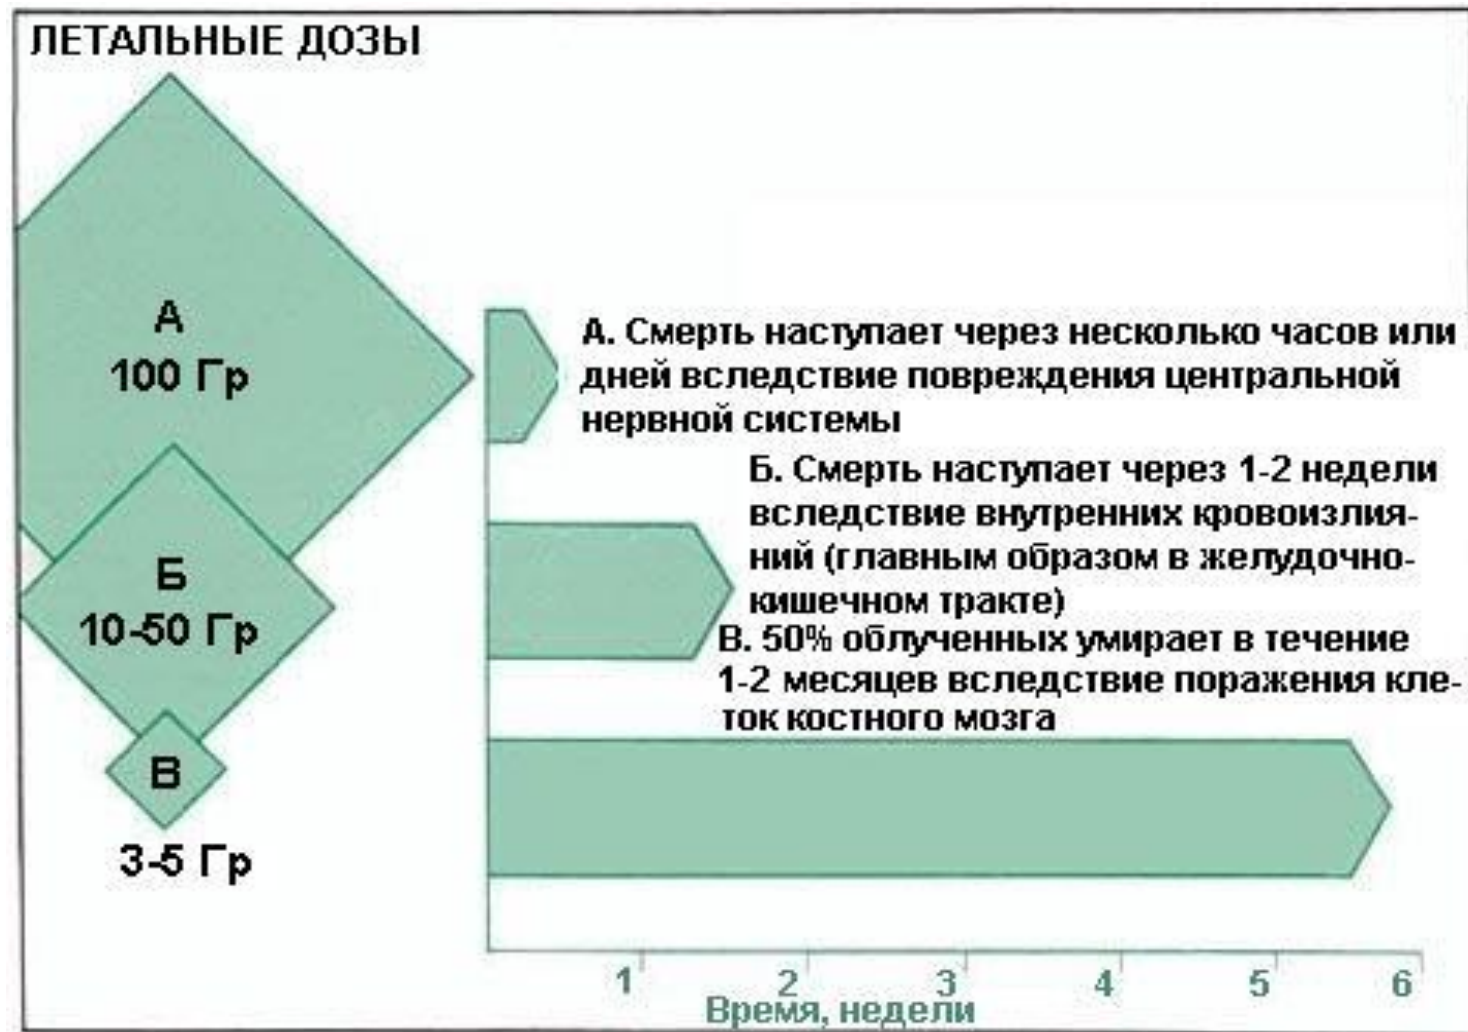 ЛЕТАЛЬНЫЕ ДОЗЫ
А
100 Гр
Б
10-50 Гр
В
3-5 Гр
А. Смерть наступает через несколько часов или
дней вследствие повреждения центральной
нервной системы
Б. Смерть наступает через 1-2 недели
вследствие внутренних кровоизлия-
ний (главным образом в желудочно-
кишечном тракте)
В. 50% облученных умирает в течение
1-2 месяцев вследствие поражения кле-
ток костного мозга
1 2 3 4 5 6
Время, недели